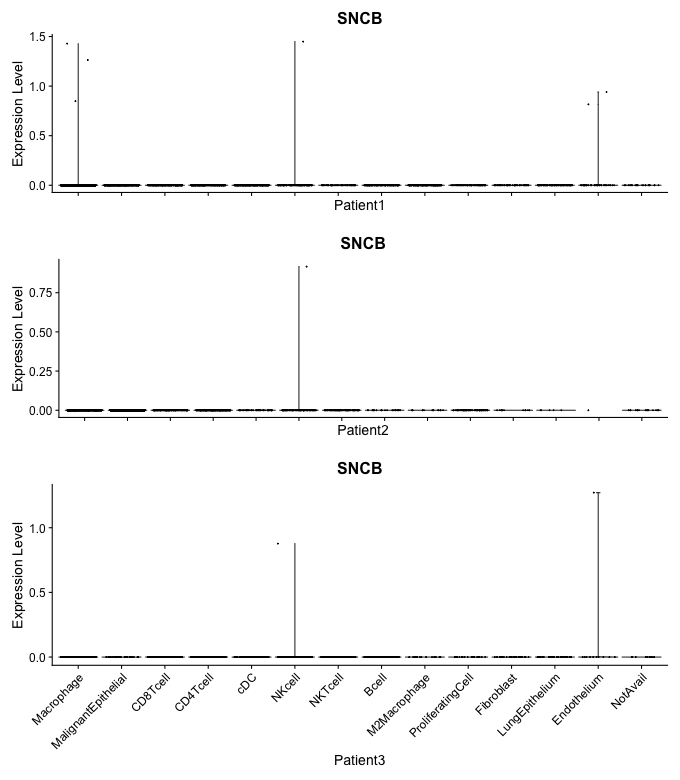 SNCB
Expression Level
1.5
1.0
0.5
0.0
Patient1
SNCB
Expression Level
0.75
0.50
0.25
0.00
Patient2
SNCB
Expression Level
1.0
0.5
0.0
Macrophage
MalignantEpithelial
CD8Tcell
CD4Tcell
cDC
NKcell
NKTcell
Bcell
M2Macrophage
ProliferatingCell
Fibroblast
LungEpithelium
Endothelium
NotAvail
Patient3